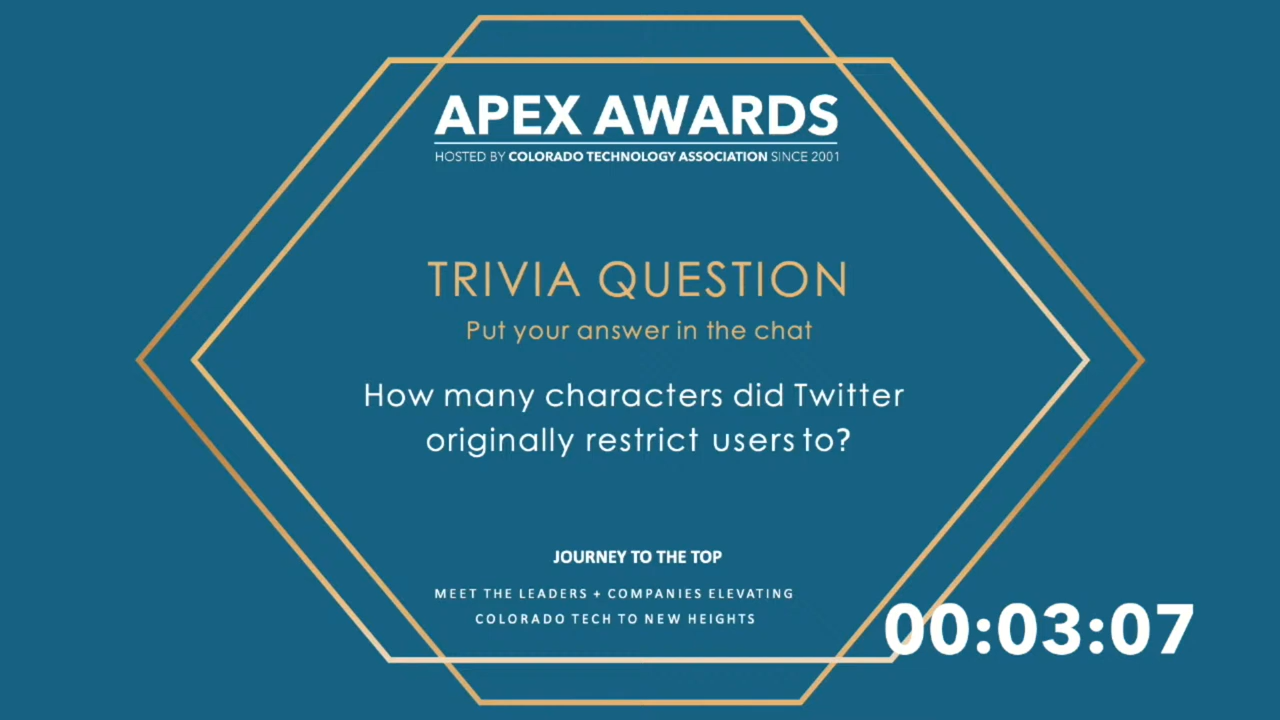 APEX AWARDS
HOSTED BY COLORADO TECHNOLOGY ASSOCIATION SINCE 2001
TRIVIA QUESTION
Put your answer in the chat
How many characters did Twitter
originally restrict users to?
JOURNEY TO THE TOP
MEET THE LEADERS + COMPANIES ELEVATING
COLORADO TECH TO NEW HEIGHTS
00:03:07